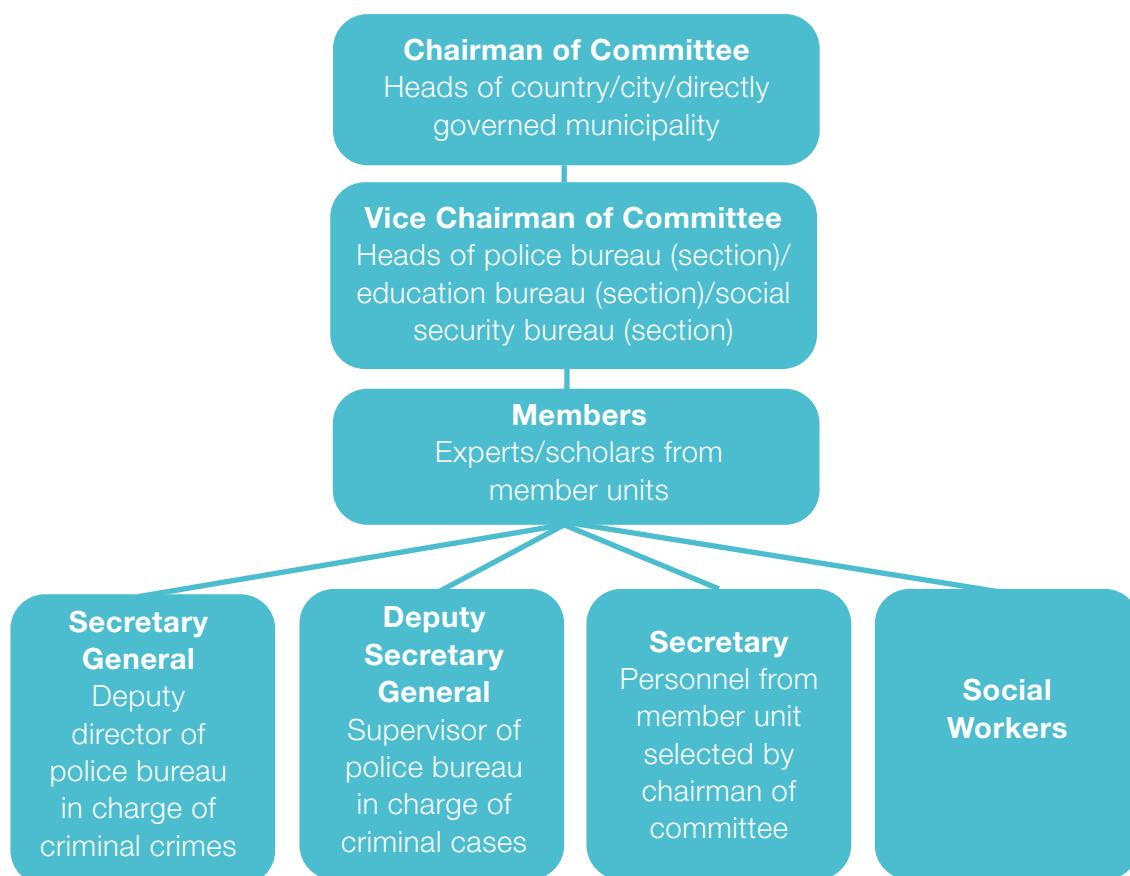 Chairman of Committee
Heads of country/city/directly
governed municipality
Vice Chairman of Committee
Heads of police bureau (section)/
education bureau (section)/social
security bureau (section)
Members
Experts/scholars from
member units
Secretary
General
Deputy
director of
police bureau
in charge of
criminal crimes
Deputy
Secretary
General
Supervisor of
police bureau
in charge of
criminal cases
Secretary
Personnel from
member unit
selected by
chairman of
committee
Social
Workers